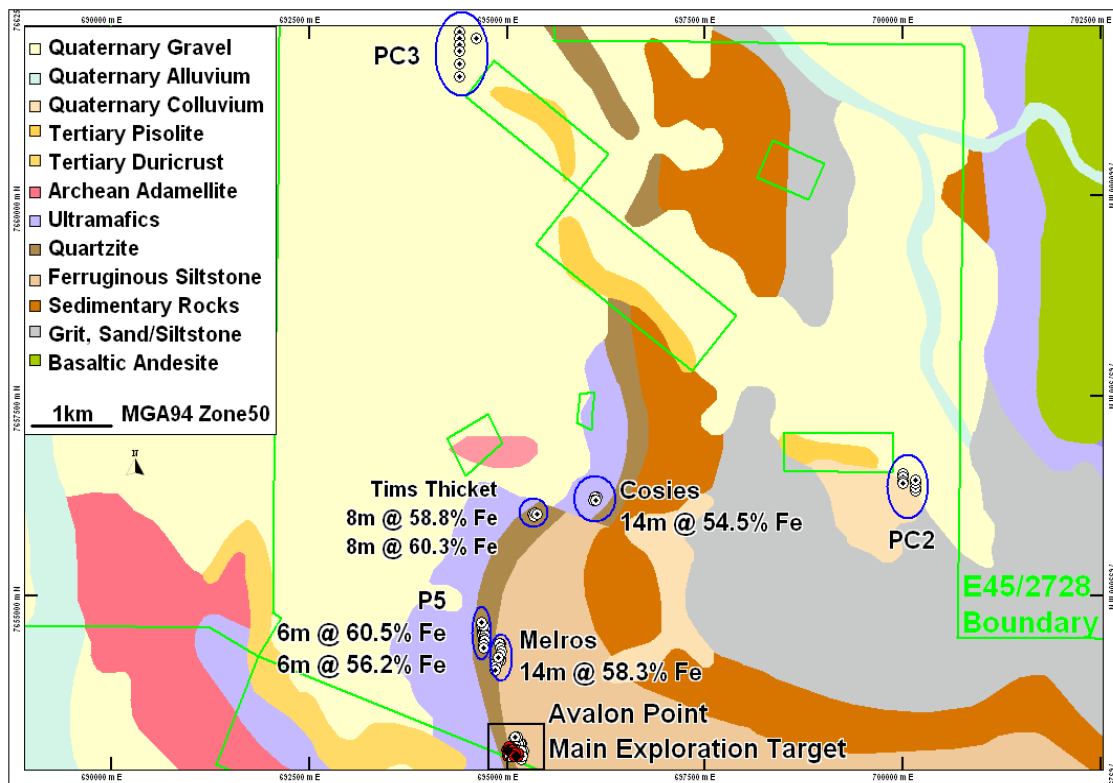 690000 m E
692500 m E
695000 m E
697500 m E
700000 m E
702500 m E
76625
Quaternary Gravel
Quaternary Alluvium
Quaternary Colluvium
Tertiary Pisolite
Tertiary Duricrust
Archean Adamellite
Ultramafics
Quartzite
Ferruginous Siltstone
Sedimentary Rocks
Grit, Sand/Siltstone
Basaltic Andesite
1km MGA94 Zone50
PC3
7660000 m N
7657500 m N
N
Tims Thicket
8m @ 58.8% Fe
8m @ 60.3% Fe
Cosies
14m @ 54.5% Fe
PC2
E45/2728
Boundary
7655000 m N
P5
6m @ 60.5% Fe
6m @ 56.2% Fe
Melros
14m @ 58.3% Fe
Avalon Point
Main Exploration Target
690000 m E
692500 m E
695000 m E
697500 m E
700000 m E